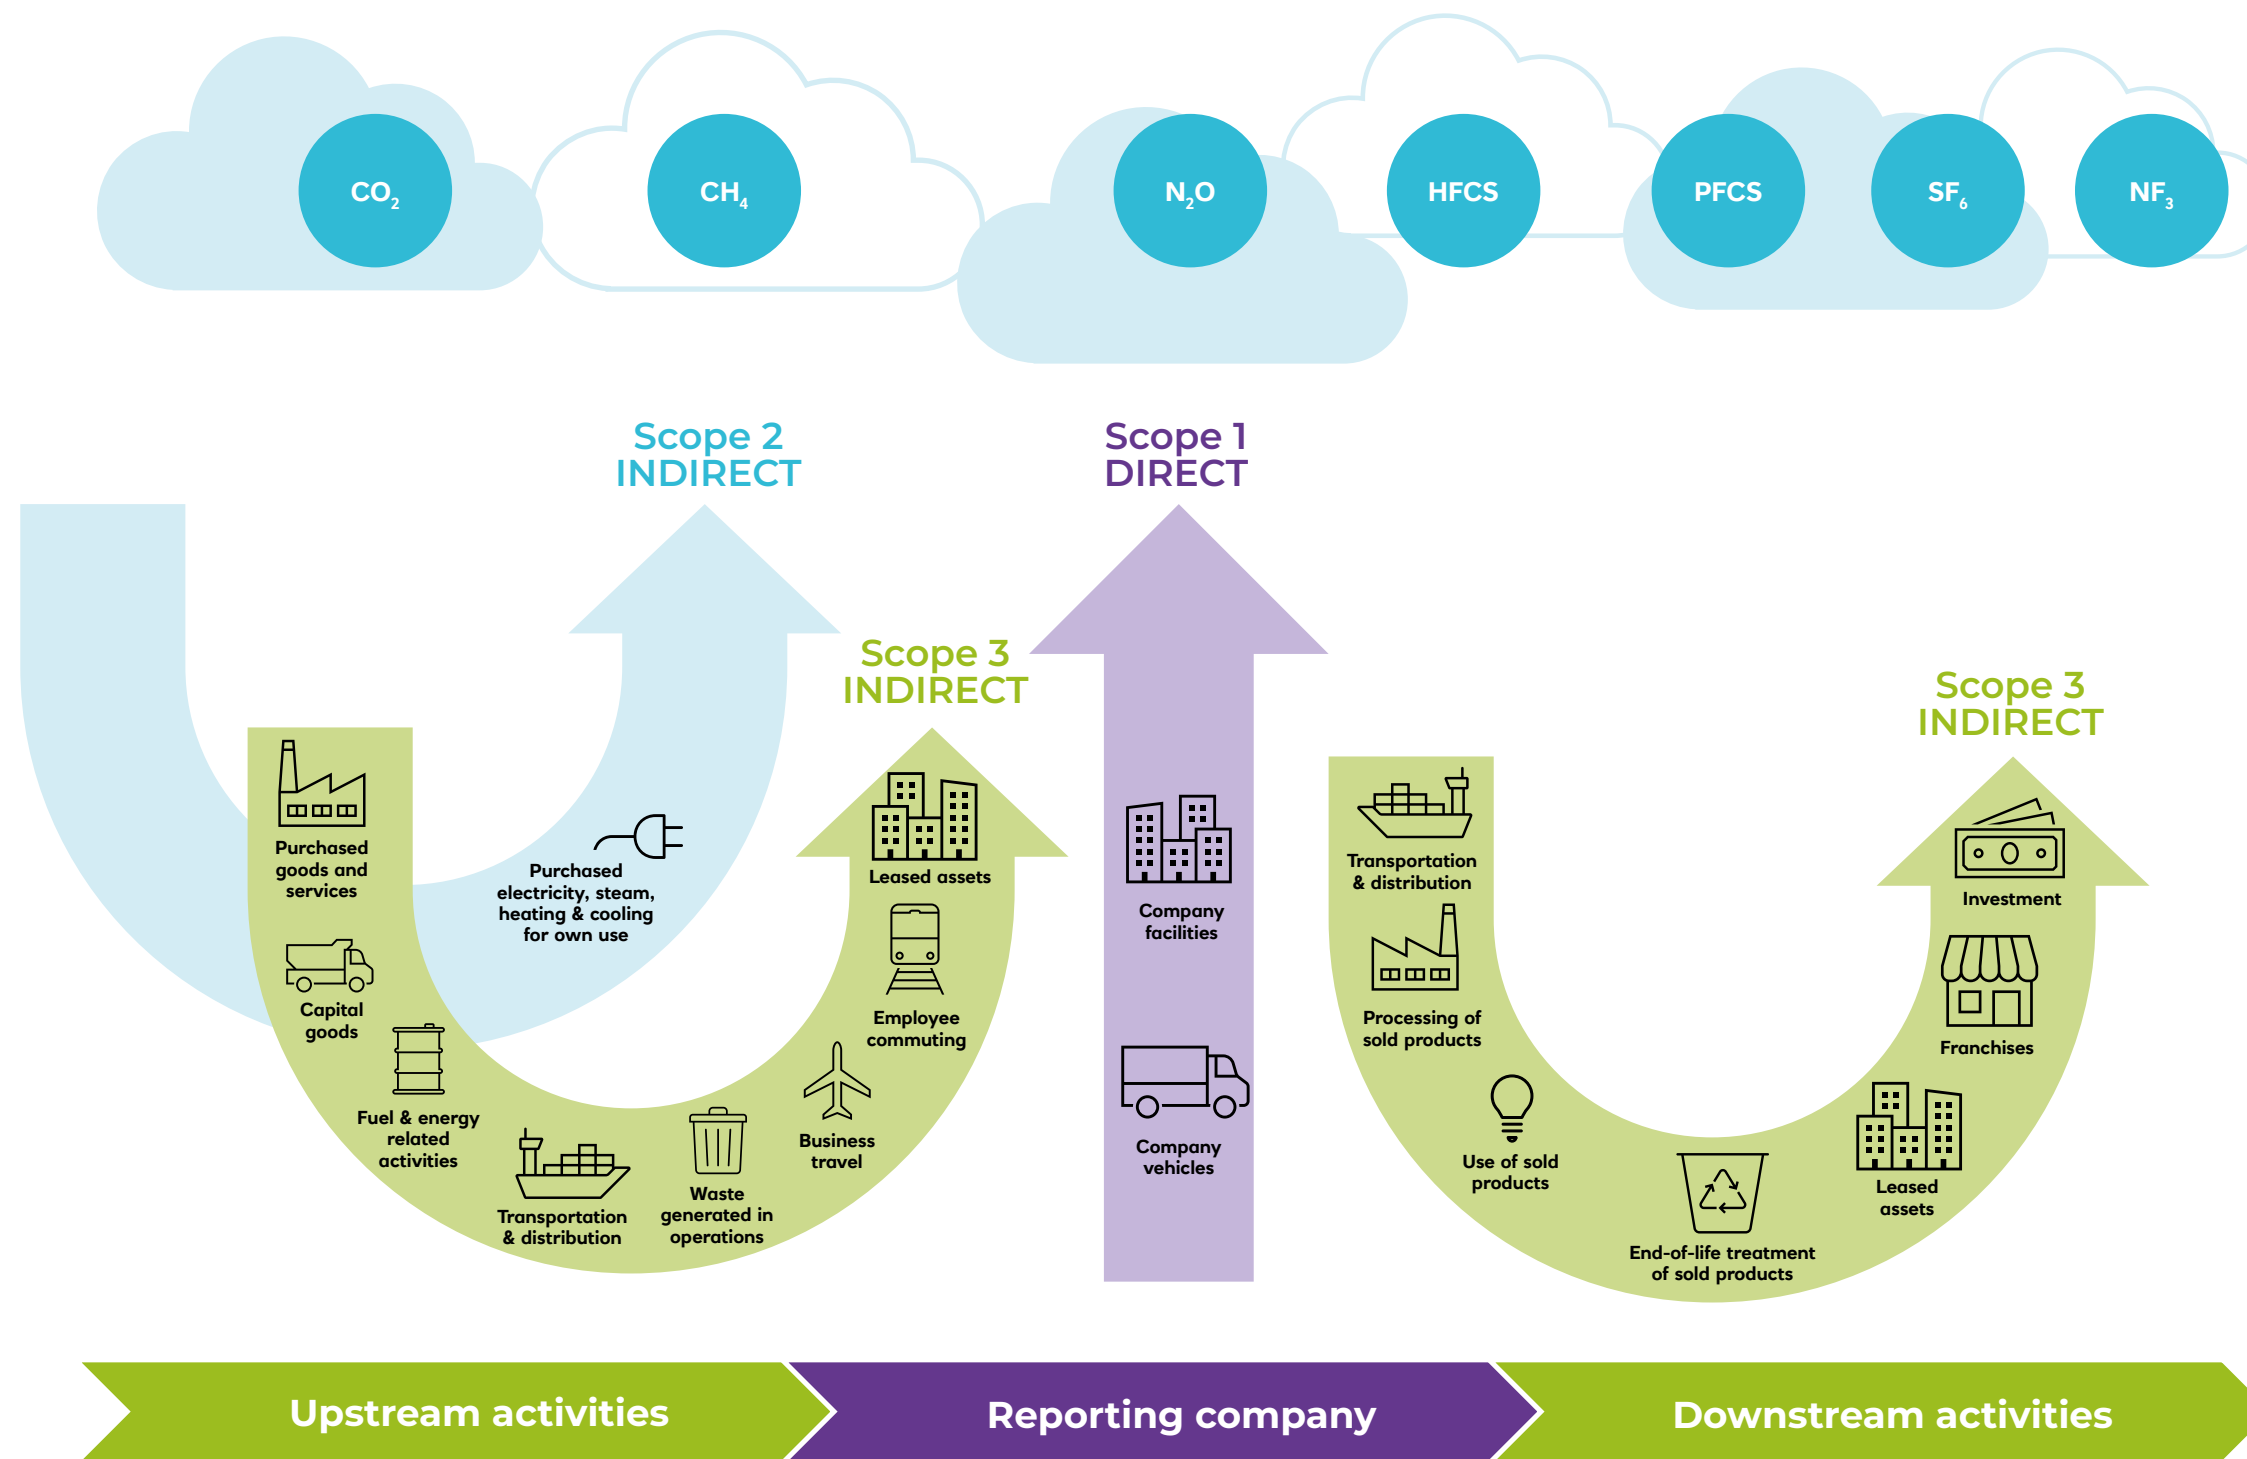 CO2
CH4
N2O
HFCS
PFCS
SF6
NF3
Scope 2
INDIRECT
Scope 1
DIRECT
Scope 3
INDIRECT
Scope 3
INDIRECT
Purchased
goods and
services
Capital
goods
Fuel & energy
related
activities
Transportation
& distribution
Waste
generated in
operations
Business
travel
Employee
commuting
Leased assets
Purchased
electricity, steam,
heating & cooling
for own use
Company
facilities
Company
vehicles
Transportation
& distribution
Processing of
sold products
Use of sold
products
End-of-life treatment
of sold products
Leased
assets
Franchises
Investment
Upstream activities
Reporting company
Downstream activities